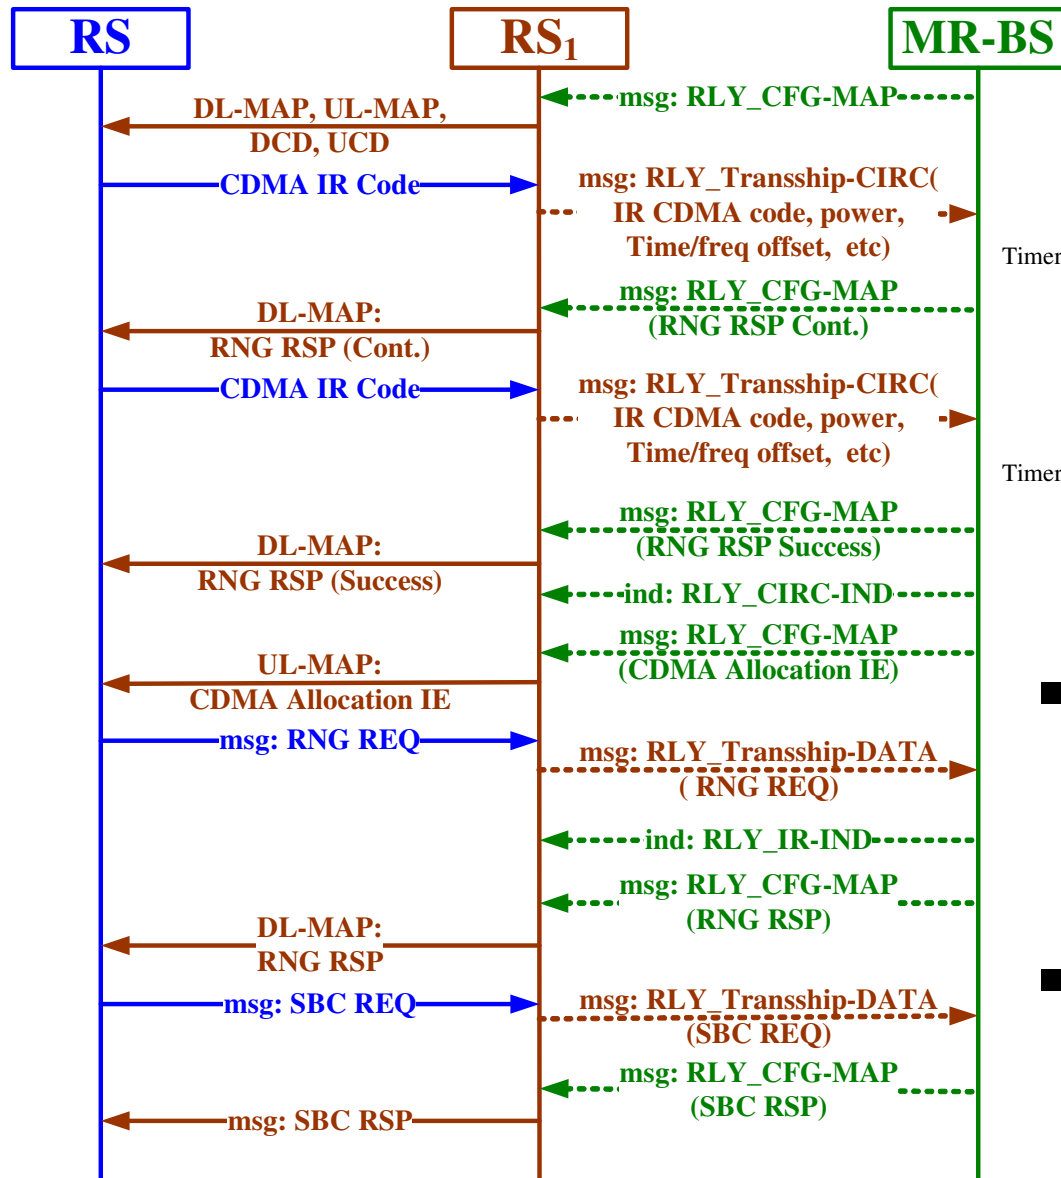 RS
RS1
MR-BS
msg: RLY_CFG-MAP
DL-MAP, UL-MAP,
DCD, UCD
CDMA IR Code
msg: RLY_Transship-CIRC(
IR CDMA code, power,
Time/freq offset, etc)
Timer
msg: RLY_CFG-MAP
(RNG RSP Cont.)
DL-MAP:
RNG RSP (Cont.)
CDMA IR Code
msg: RLY_Transship-CIRC(
IR CDMA code, power,
Time/freq offset, etc)
Timer
msg: RLY_CFG-MAP
(RNG RSP Success)
DL-MAP:
RNG RSP (Success)
ind: RLY_CIRC-IND
msg: RLY_CFG-MAP
(CDMA Allocation IE)
UL-MAP:
CDMA Allocation IE
msg: RNG REQ
msg: RLY_Transship-DATA
( RNG REQ)
ind: RLY_IR-IND
msg: RLY_CFG-MAP
(RNG RSP)
DL-MAP:
RNG RSP
msg: SBC REQ
msg: RLY_Transship-DATA
(SBC REQ)
msg: RLY_CFG-MAP
(SBC RSP)
msg: SBC RSP